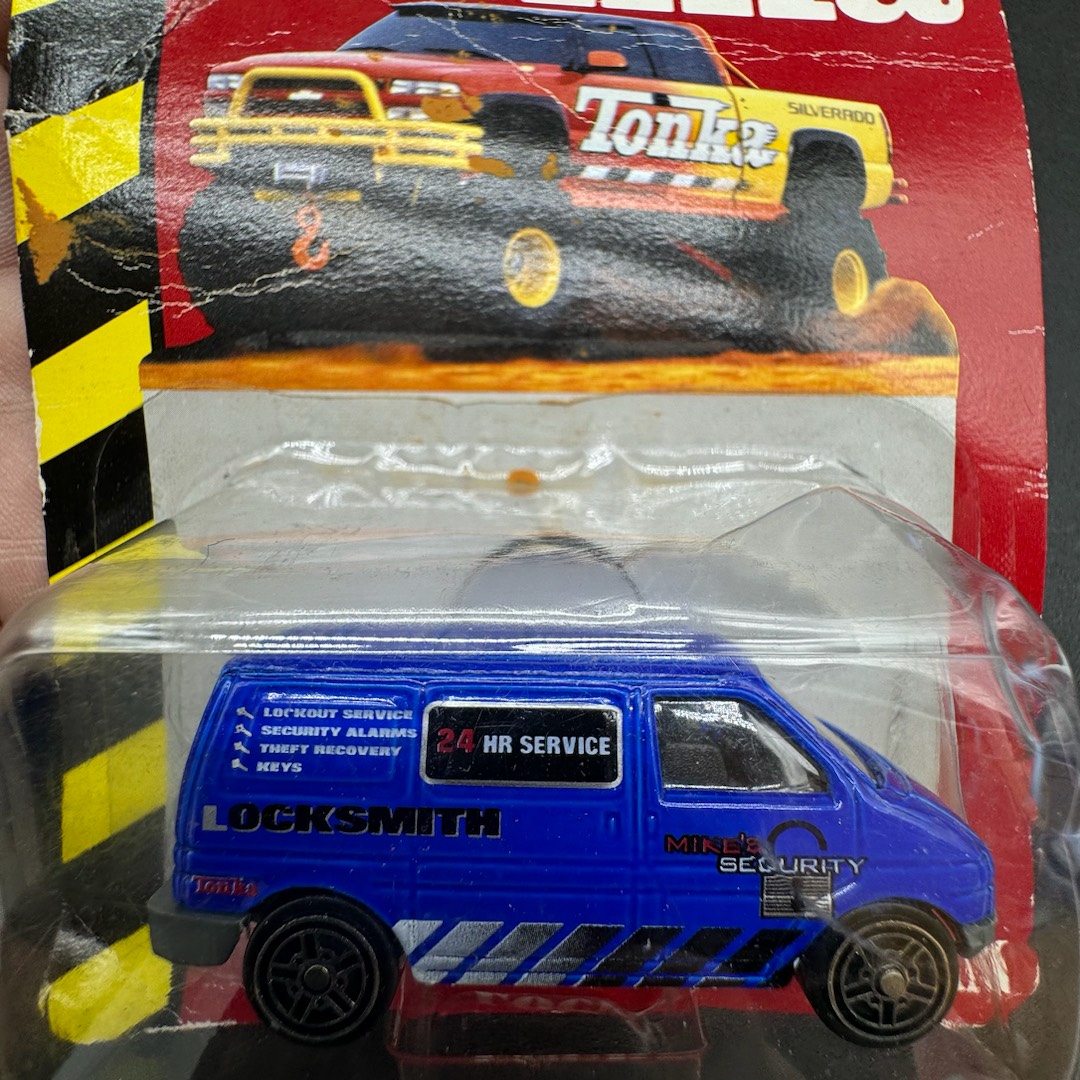 Tonka
SILVERADO
LOCKOUT SERVICE
SECURITY ALARMS
THEFT RECOVERY
KEYS
24 HR SERVICE
LOCKSMITH
MIKE'S
SECURITY
Tonka